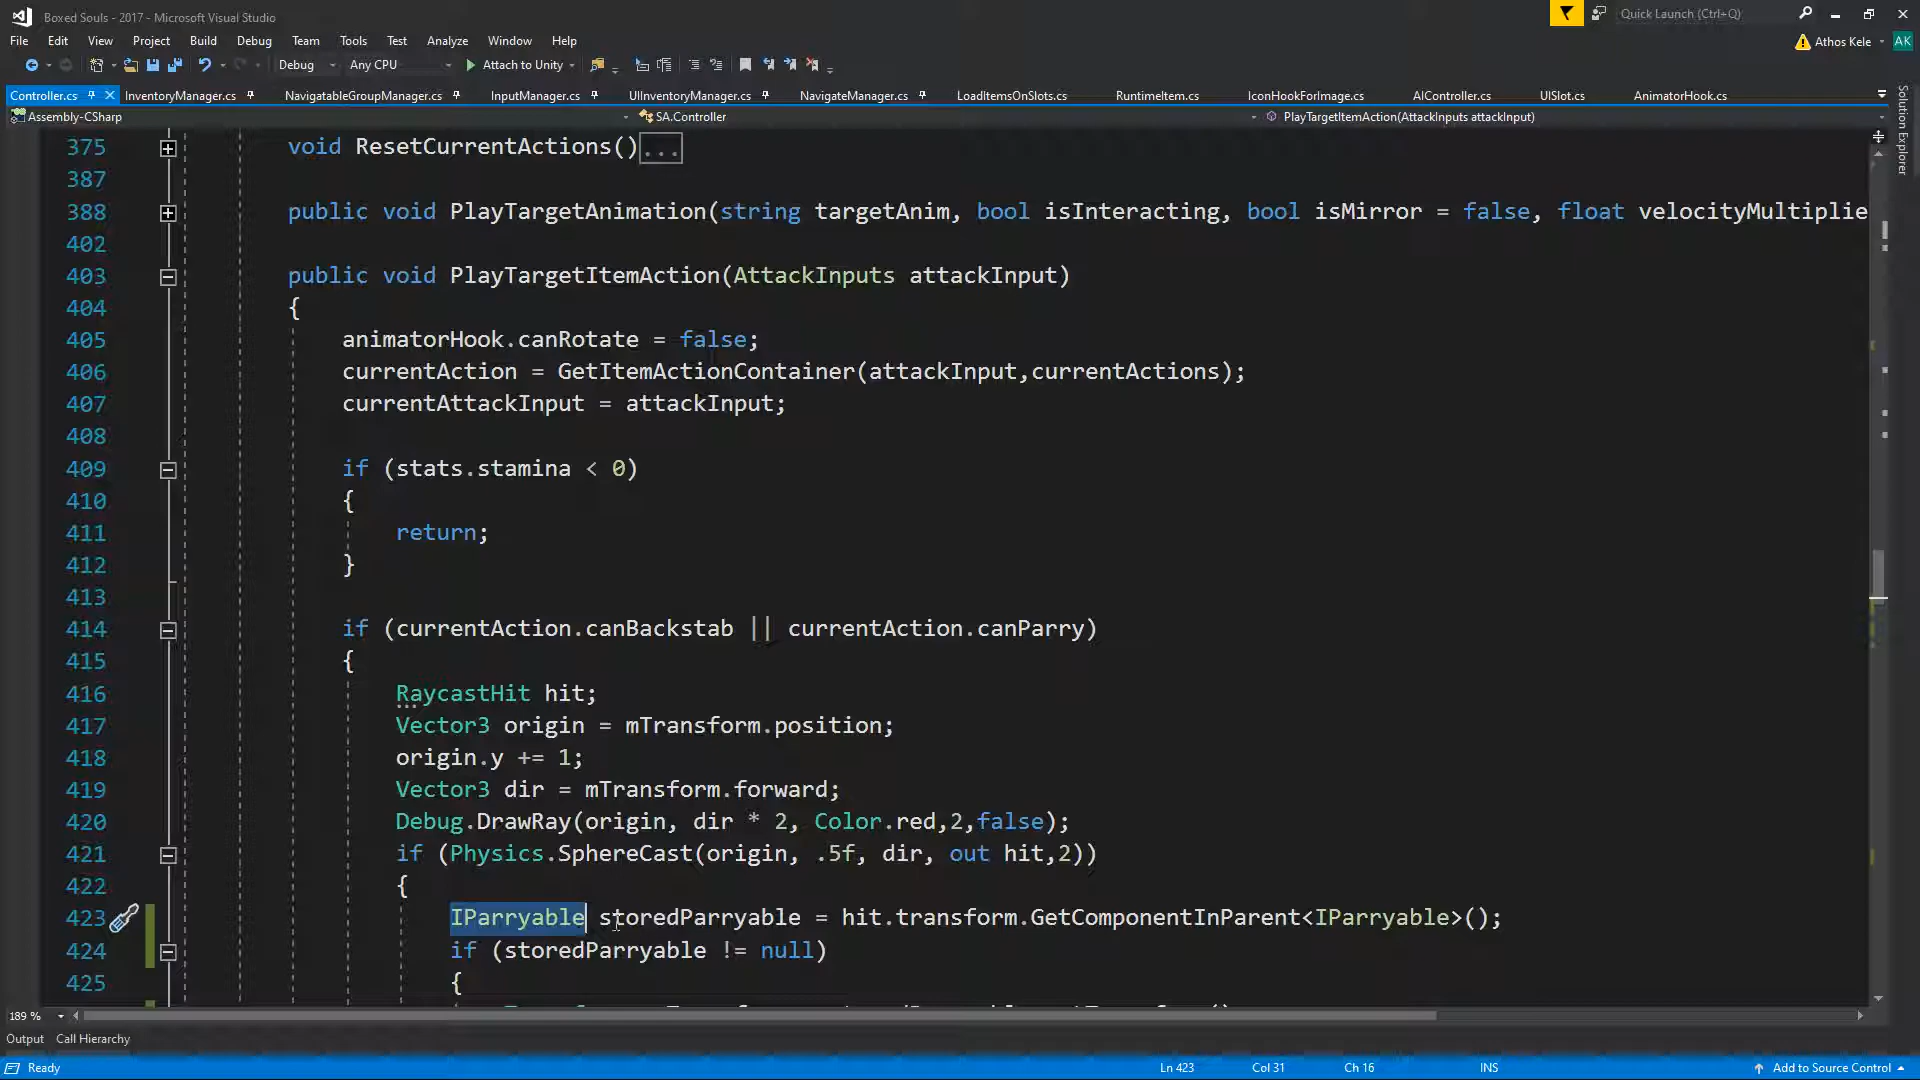 Boxed Souls - 2017 - Microsoft Visual Studio
Quick Launch (Ctrl+Q)
File Edit View Project Build Debug Team Tools Test Analyze Window Help
Athos Kele AK
Debug Any CPU Attach to Unity
Controller.cs InventoryManager.cs NavigatableGroupManager.cs InputManager.cs UIInventoryManager.cs NavigateManager.cs LoadItemsOnSlots.cs RuntimeItem.cs IconHookForImage.cs AIController.cs UISlot.cs AnimatorHook.cs
Assembly-CSharp SA.Controller PlayTargetItemAction(AttackInputs attackInput)
Solution Explorer
375 void ResetCurrentActions()...
387
388 public void PlayTargetAnimation(string targetAnim, bool isInteracting, bool isMirror = false, float velocityMultiplie
402
403 public void PlayTargetItemAction(AttackInputs attackInput)
404 {
405 animatorHook.canRotate = false;
406 currentAction = GetItemActionContainer(attackInput,currentActions);
407 currentAttackInput = attackInput;
408
409 if (stats.stamina < 0)
410 {
411 return;
412 }
413
414 if (currentAction.canBackstab || currentAction.canParry)
415 {
416 RaycastHit hit;
417 Vector3 origin = mTransform.position;
418 origin.y += 1;
419 Vector3 dir = mTransform.forward;
420 Debug.DrawRay(origin, dir * 2, Color.red,2,false);
421 if (Physics.SphereCast(origin, .5f, dir, out hit,2))
422 {
423 IParryable storedParryable = hit.transform.GetComponentInParent<IParryable>();
424 if (storedParryable != null)
425 {
189 %
Output Call Hierarchy
Ready Ln 423 Col 31 Ch 16 INS Add to Source Control